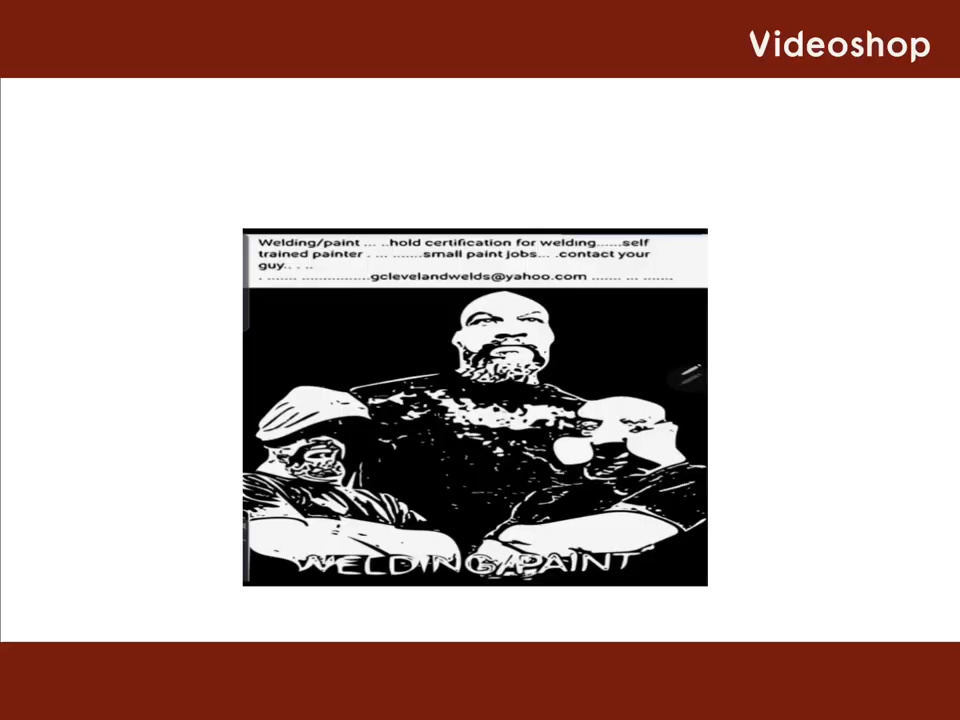 Videoshop
Welding/paint ... ..hold certification for welding......self
trained painter . ... .......small paint jobs... .contact your
guy.. . ..
. ....... ................gclevelandwelds@yahoo.com ....... ... .......
WELDING/PAINT